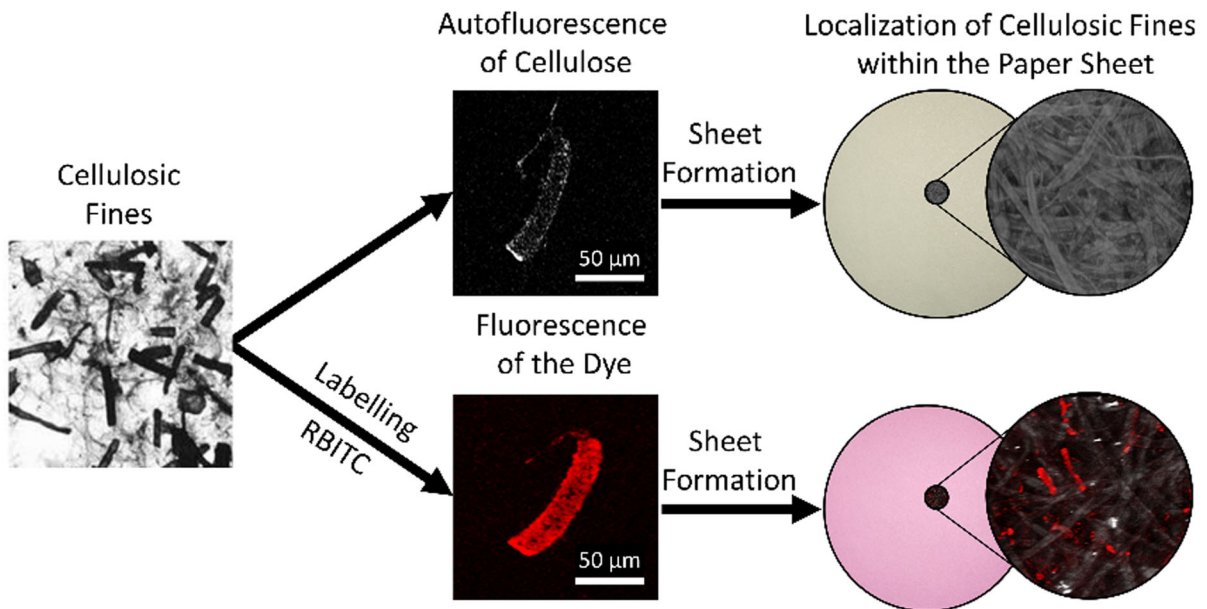 Cellulosic
Fines
Autofluorescence
of Cellulose
50 µm
Sheet
Formation
Localization of Cellulosic Fines
within the Paper Sheet
Labelling
RBITC
Fluorescence
of the Dye
50 µm
Sheet
Formation